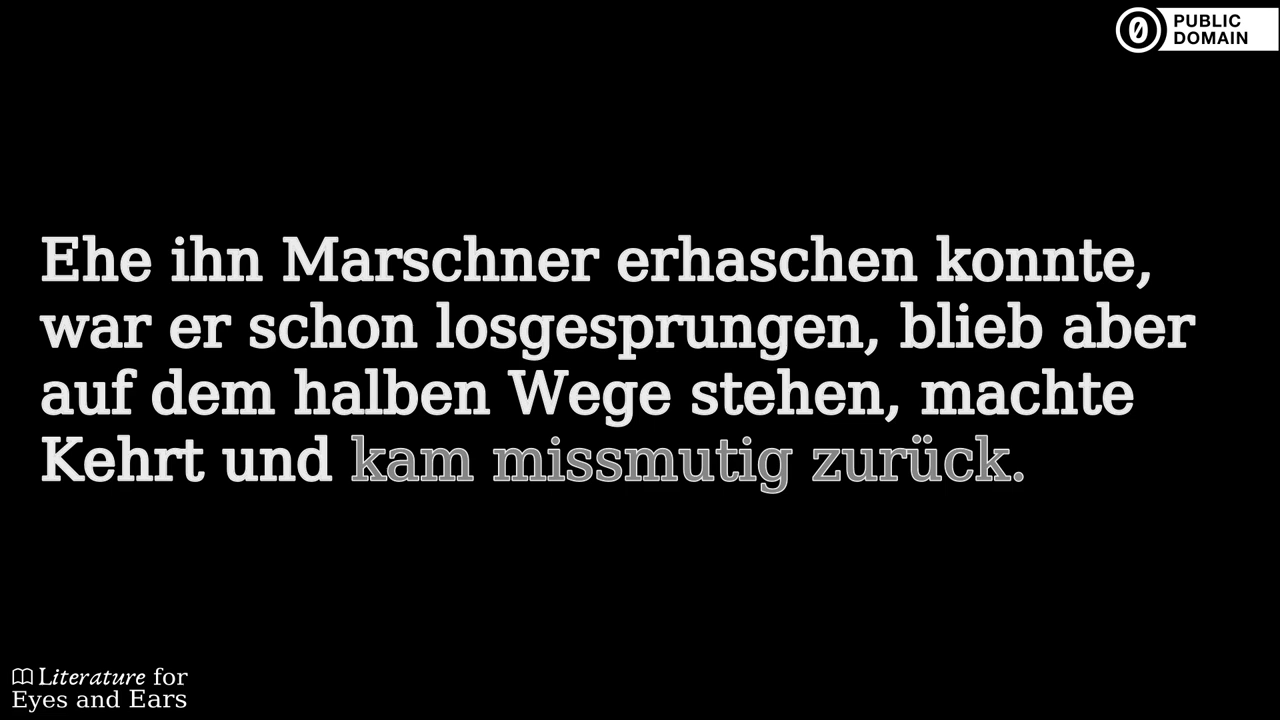 PUBLIC
DOMAIN
Ehe ihn Marschner erhaschen konnte,
war er schon losgesprungen, blieb aber
auf dem halben Wege stehen, machte
Kehrt und kam missmutig zurück.
Literature for
Eyes and Ears